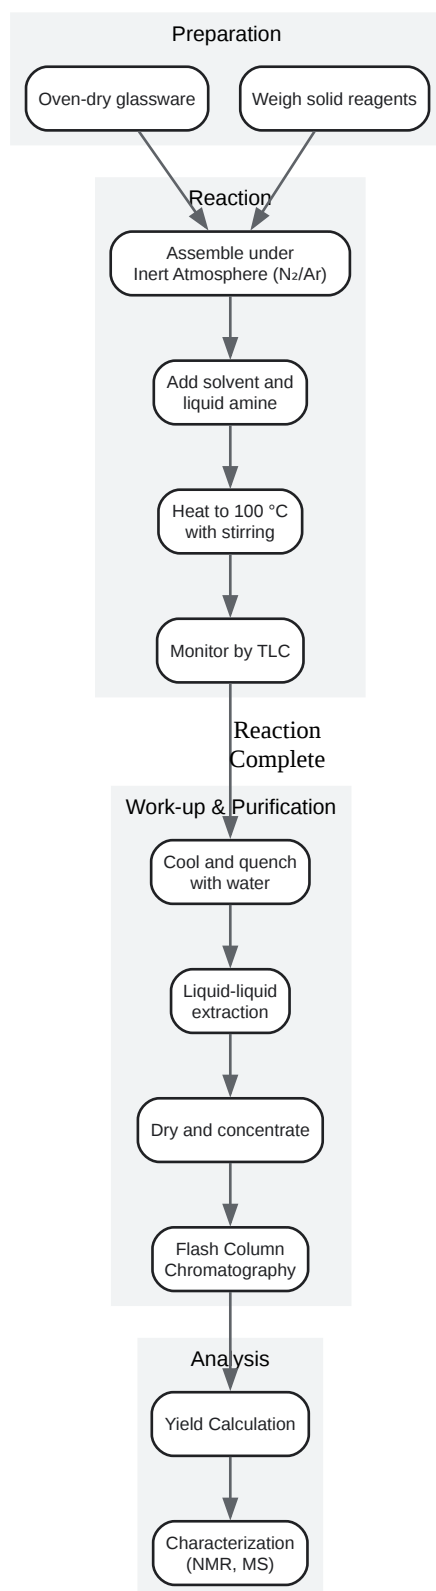 Preparation
Oven-dry glassware
Weigh solid reagents
Reaction
Assemble under
Inert Atmosphere (N₂/Ar)
Add solvent and
liquid amine
Heat to 100 °C
with stirring
Monitor by TLC
Reaction
Complete
Work-up & Purification
Cool and quench
with water
Liquid-liquid
extraction
Dry and concentrate
Flash Column
Chromatography
Analysis
Yield Calculation
Characterization
(NMR, MS)